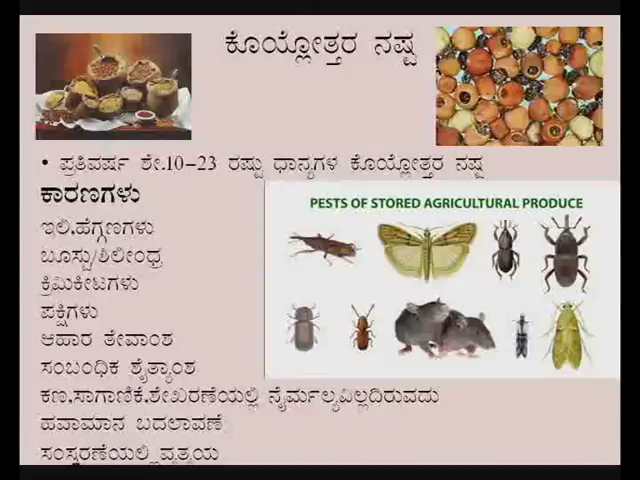 ಕೊಯ್ಲೋತ್ತರ ನಷ್ಟ
• ಪ್ರತಿವರ್ಷ ಶೇ.10-23 ರಷ್ಟು ಧಾನ್ಯಗಳ ಕೊಯ್ಲೋತ್ತರ ನಷ್ಟ
ಕಾರಣಗಳು
PESTS OF STORED AGRICULTURAL PRODUCE
ಇಲಿ,ಹೆಗ್ಗಣಗಳು
ಬೂಸ್ಟು/ಶಿಲೀಂಧ್ರ
ಕ್ರಿಮಿಕೀಟಗಳು
ಪಕ್ಷಿಗಳು
ಆಹಾರ ತೇವಾಂಶ
ಸಂಬಂಧಿಕ ಶೈತ್ಯಾಂಶ
ಕಣ,ಸಾಗಾಣಿಕೆ,ಶೇಖರಣೆಯಲ್ಲಿ ನೈರ್ಮಲ್ಯವಿಲ್ಲದಿರುವದು
ಹವಾಮಾನ ಬದಲಾವಣೆ
ಸಂಸ್ಕರಣೆಯಲ್ಲಿ ವ್ಯತ್ಯಯ